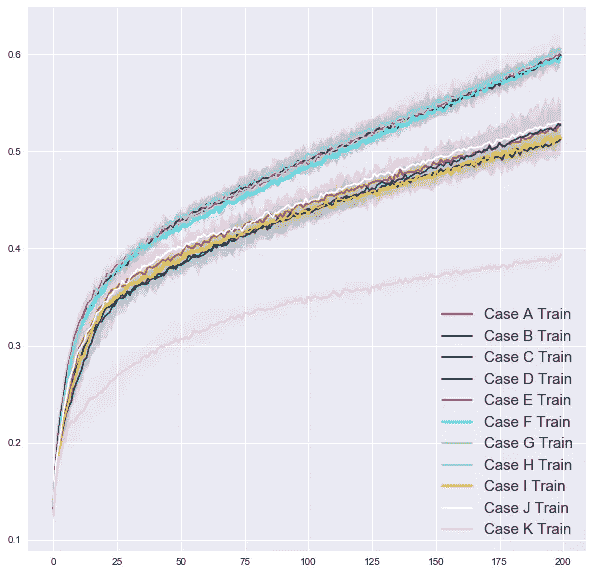 0.6
0.5
0.4
0.3
0.2
0.1
0 25 50 75 100 125 150 175 200
Case A Train
Case B Train
Case C Train
Case D Train
Case E Train
Case F Train
Case G Train
Case H Train
Case I Train
Case J Train
Case K Train